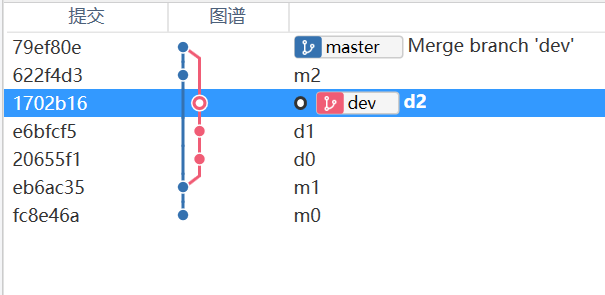 提交 图谱
79ef80e master Merge branch 'dev'
622f4d3 m2
1702b16 dev d2
e6bfcf5 d1
20655f1 d0
eb6ac35 m1
fc8e46a m0